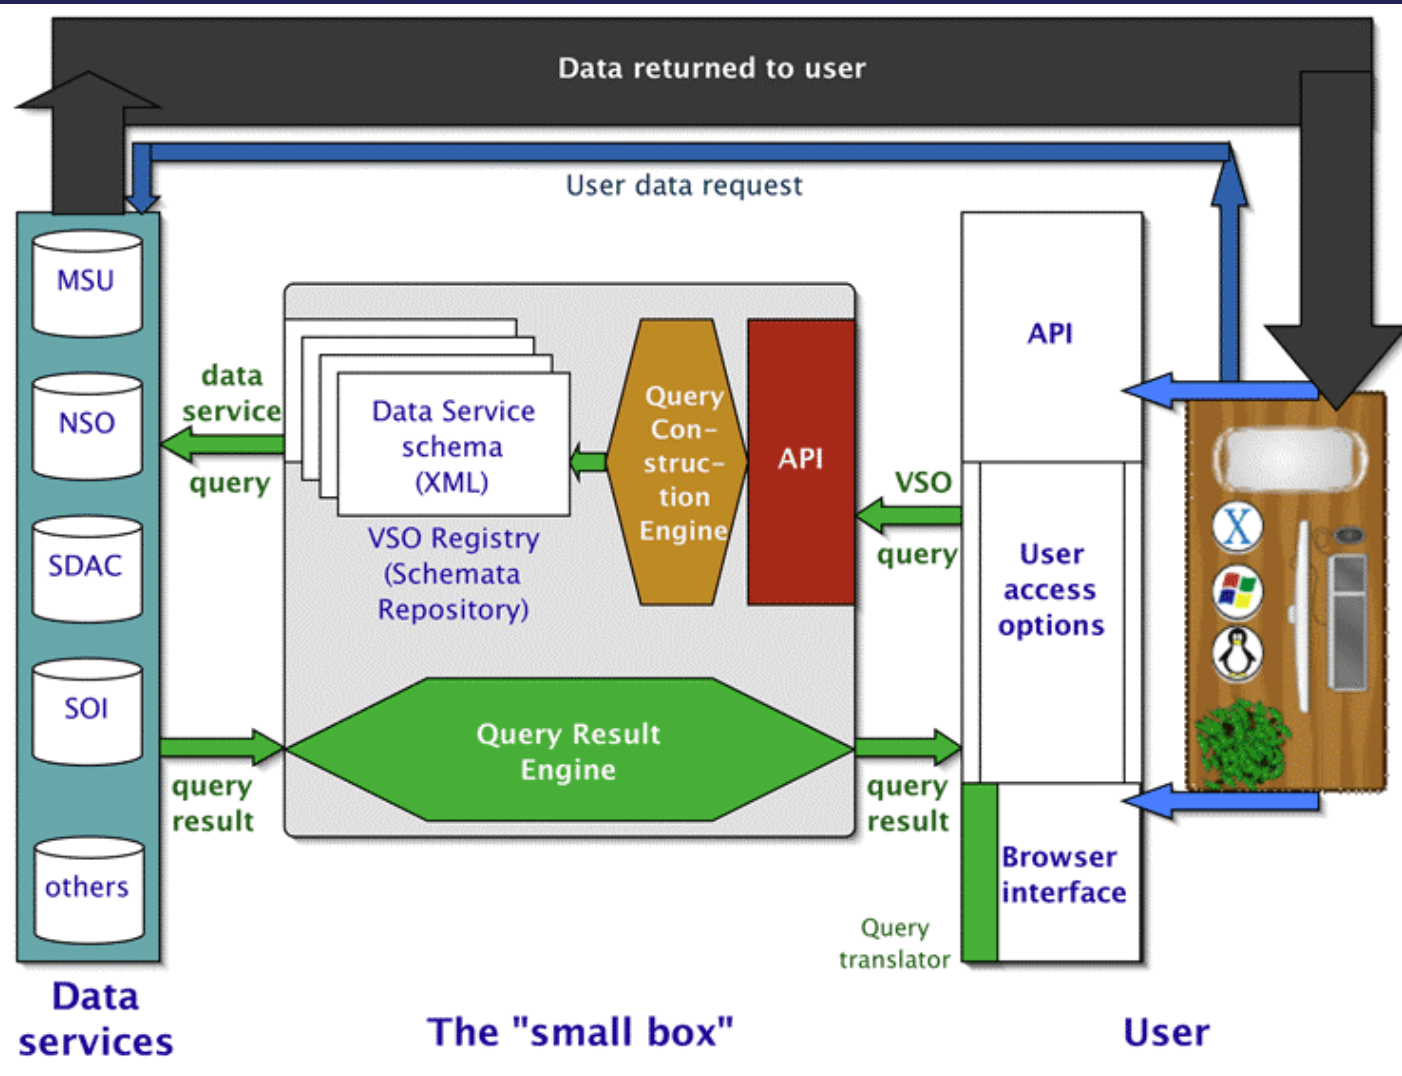 Data returned to user
User data request
MSU
NSO
SDAC
SOI
others
data
service
query
query
result
Data Service
schema
(XML)
VSO Registry
(Schemata
Repository)
Query
Con-
struc-
tion
Engine
API
Query Result
Engine
VSO
query
query
result
API
User
access
options
Browser
interface
Query
translator
X
Data
services
The "small box"
User